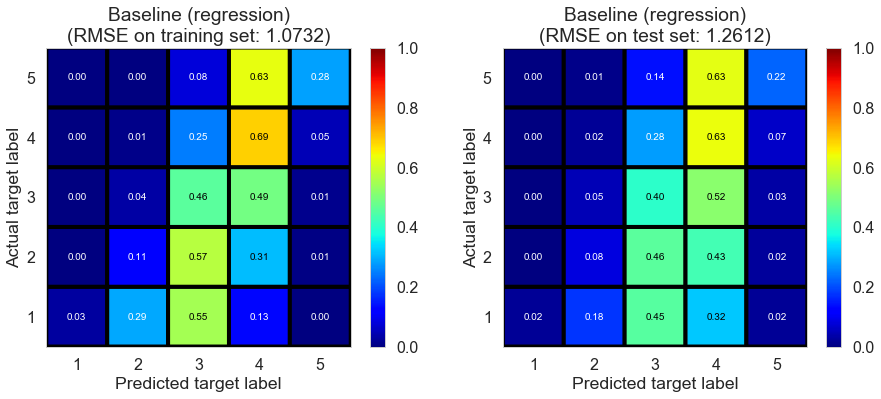 Baseline (regression)
(RMSE on training set: 1.0732)
Actual target label
5 0.00 0.00 0.08 0.63 0.28
4 0.00 0.01 0.25 0.69 0.05
3 0.00 0.04 0.46 0.49 0.01
2 0.00 0.11 0.57 0.31 0.01
1 0.03 0.29 0.55 0.13 0.00
1 2 3 4 5
Predicted target label
1.0
0.8
0.6
0.4
0.2
0.0
Baseline (regression)
(RMSE on test set: 1.2612)
Actual target label
5 0.00 0.01 0.14 0.63 0.22
4 0.00 0.02 0.28 0.63 0.07
3 0.00 0.05 0.40 0.52 0.03
2 0.00 0.08 0.46 0.43 0.02
1 0.02 0.18 0.45 0.32 0.02
1 2 3 4 5
Predicted target label
1.0
0.8
0.6
0.4
0.2
0.0